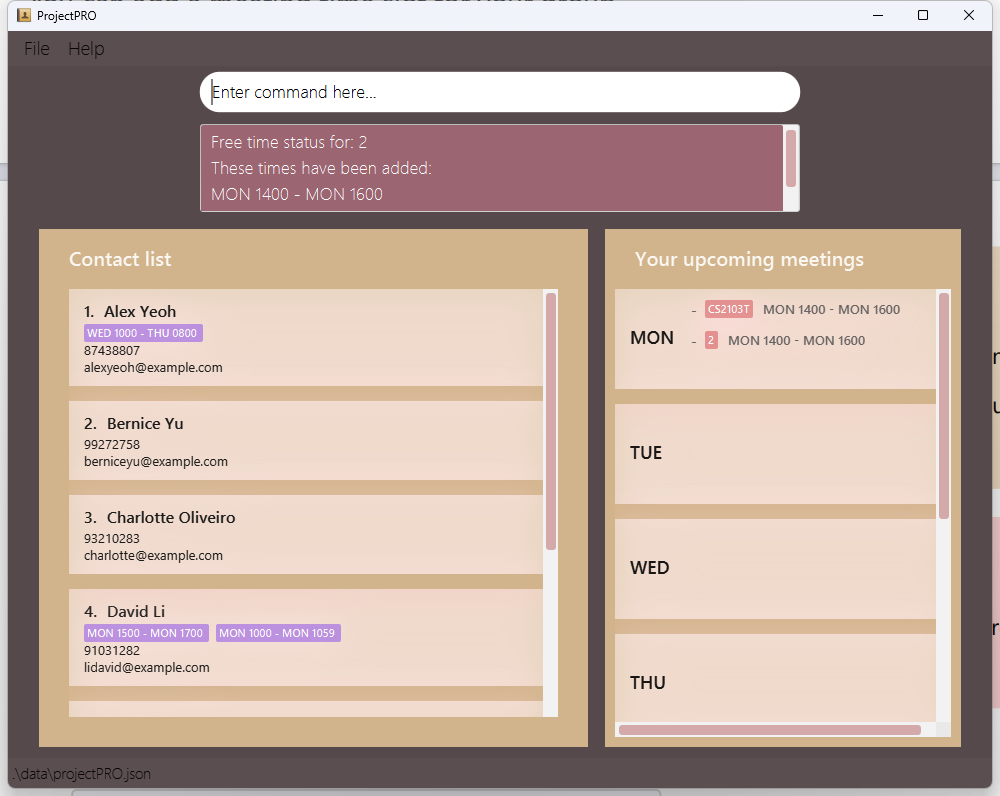 ProjectPRO
File Help
Enter command here...
Free time status for: 2
These times have been added:
MON 1400 - MON 1600
Contact list
1. Alex Yeoh
WED 1000 - THU 0800
87438807
alexyeoh@example.com
2. Bernice Yu
99272758
berniceyu@example.com
3. Charlotte Oliveiro
93210283
charlotte@example.com
4. David Li
MON 1500 - MON 1700 MON 1000 - MON 1059
91031282
lidavid@example.com
Your upcoming meetings
MON
- CS2103T MON 1400 - MON 1600
- 2 MON 1400 - MON 1600
TUE
WED
THU
.\data\projectPRO.json